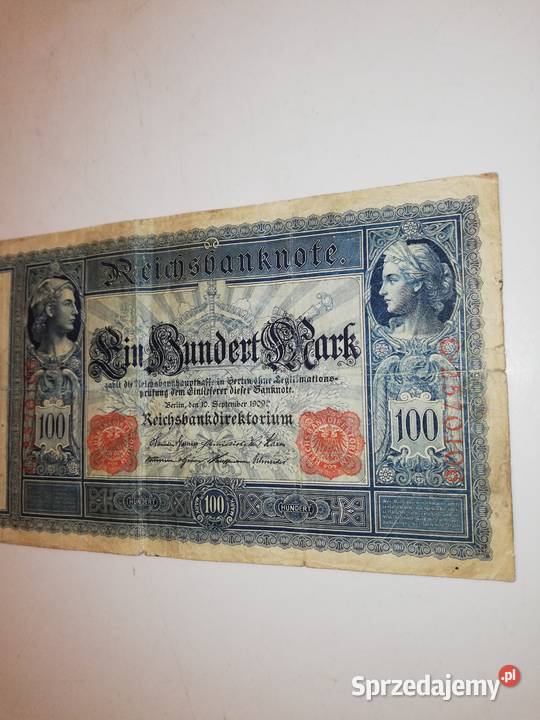 Reichsbanknote.
Ein Hundert Mark
zahlt die Reichsbankhauptkasse in Berlin ohne Legitimations-
prüfung dem Einlieferer dieser Banknote.
Berlin, den 10. September 1909.
Reichsbankdirektorium
100
100
HUNDERT
100
HUNDERT
Sprzedajemy.pl